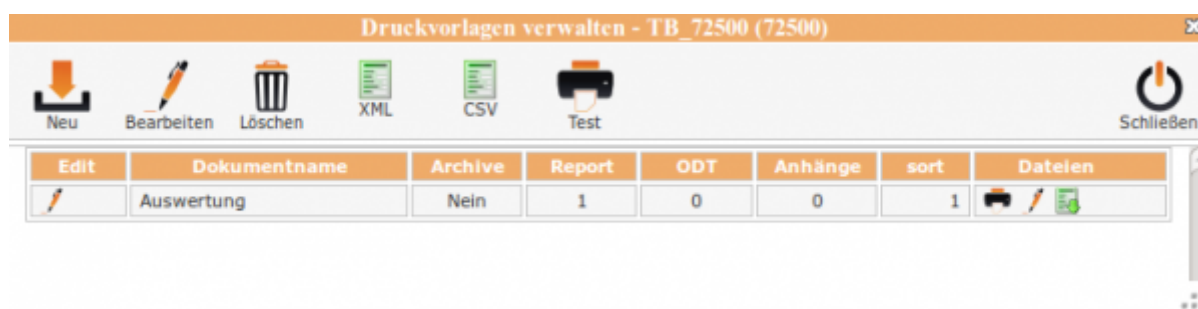 Druckvorlagen verwalten - TB_72500 (72500)
Neu Bearbeiten Löschen XML CSV Test Schließen
Edit Dokumentname Archive Report ODT Anhänge sort Dateien
Auswertung Nein 1 0 0 1